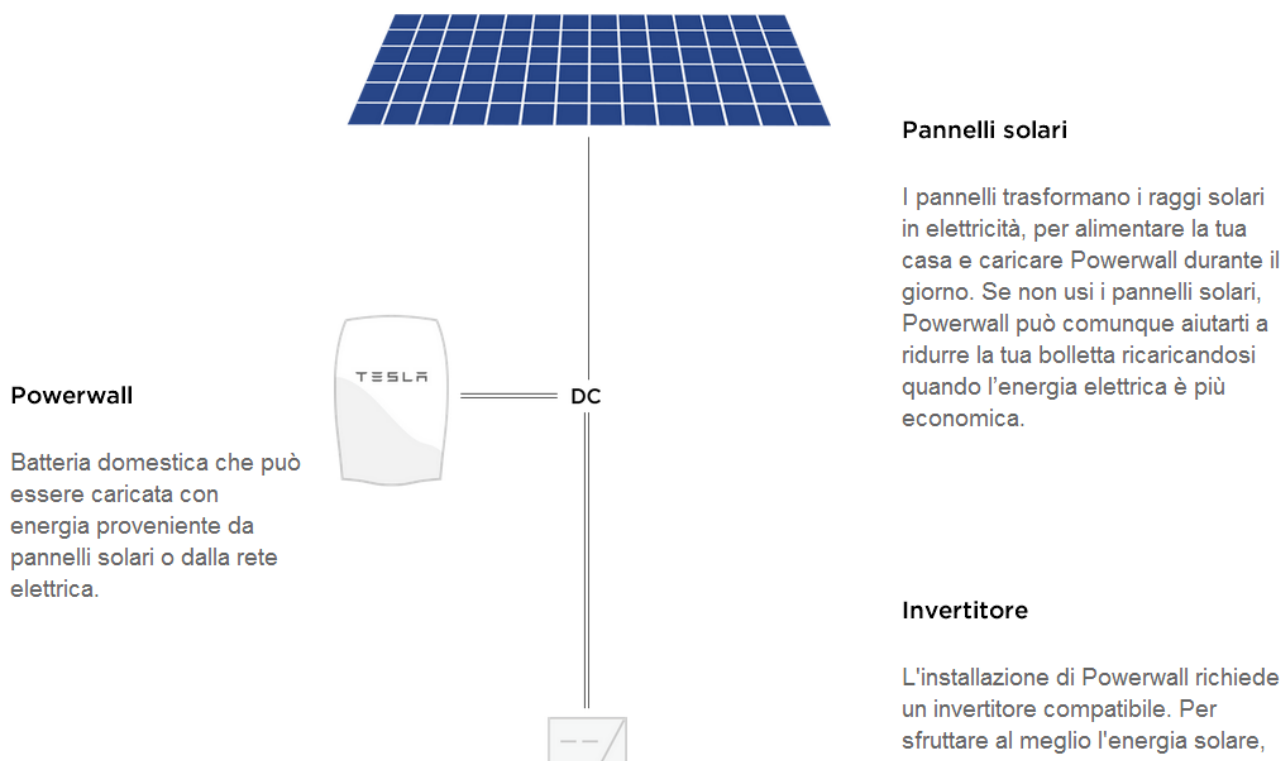 Pannelli solari
I pannelli trasformano i raggi solari
in elettricità, per alimentare la tua
casa e caricare Powerwall durante il
giorno. Se non usi i pannelli solari,
Powerwall può comunque aiutarti a
ridurre la tua bolletta ricaricandosi
quando l’energia elettrica è più
economica.
TESLA
DC
Powerwall
Batteria domestica che può
essere caricata con
energia proveniente da
pannelli solari o dalla rete
elettrica.
Invertitore
L'installazione di Powerwall richiede
un invertitore compatibile. Per
sfruttare al meglio l'energia solare,